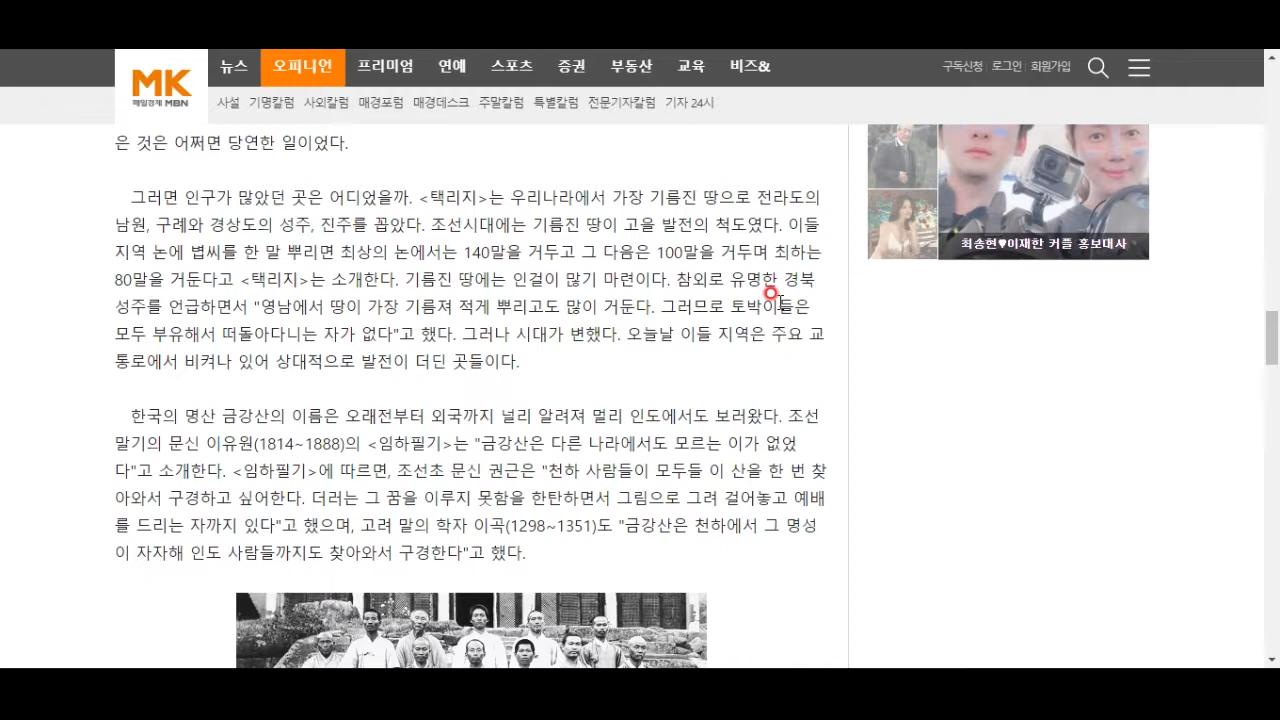 MK
매일경제 MBN
뉴스 오피니언 프리미엄 연예 스포츠 증권 부동산 교육 비즈&
구독신청 로그인 회원가입
사설 기명칼럼 사외칼럼 매경포럼 매경데스크 주말칼럼 특별칼럼 전문기자칼럼 기자 24시
은 것은 어쩌면 당연한 일이었다.
그러면 인구가 많았던 곳은 어디었을까. <택리지>는 우리나라에서 가장 기름진 땅으로 전라도의
남원, 구례와 경상도의 성주, 진주를 꼽았다. 조선시대에는 기름진 땅이 고을 발전의 척도였다. 이들
지역 논에 볍씨를 한 말 뿌리면 최상의 논에서는 140말을 거두고 그 다음은 100말을 거두며 최하는
80말을 거둔다고 <택리지>는 소개한다. 기름진 땅에는 인걸이 많기 마련이다. 참외로 유명한 경북
성주를 언급하면서 "영남에서 땅이 가장 기름져 적게 뿌리고도 많이 거둔다. 그러므로 토박이들은
모두 부유해서 떠돌아다니는 자가 없다"고 했다. 그러나 시대가 변했다. 오늘날 이들 지역은 주요 교
통로에서 비켜나 있어 상대적으로 발전이 더딘 곳들이다.
한국의 명산 금강산의 이름은 오래전부터 외국까지 널리 알려져 멀리 인도에서도 보러왔다. 조선
말기의 문신 이유원(1814~1888)의 <임하필기>는 "금강산은 다른 나라에서도 모르는 이가 없었
다"고 소개한다. <임하필기>에 따르면, 조선초 문신 권근은 "천하 사람들이 모두들 이 산을 한 번 찾
아와서 구경하고 싶어한다. 더러는 그 꿈을 이루지 못함을 한탄하면서 그림으로 그려 걸어놓고 예배
를 드리는 자까지 있다"고 했으며, 고려 말의 학자 이곡(1298~1351)도 "금강산은 천하에서 그 명성
이 자자해 인도 사람들까지도 찾아와서 구경한다"고 했다.
최송현♥이재한 커플 홍보대사